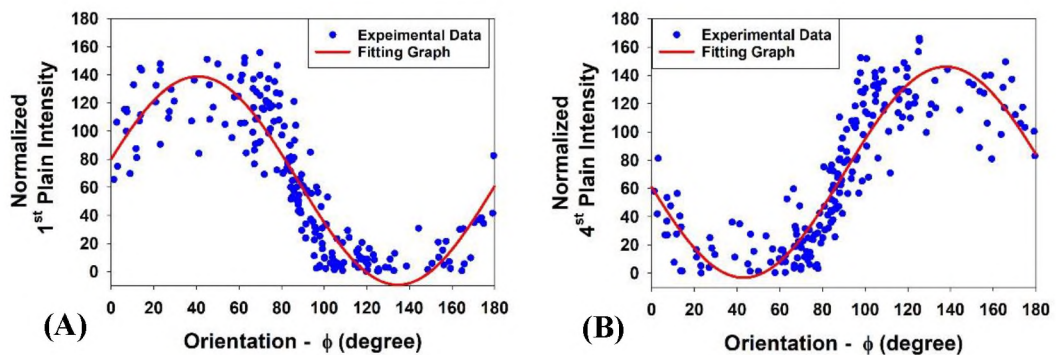 180
160
140
120
100
80
60
40
20
0
Normalized
1st Plain Intensity
Expeimental Data
Fitting Graph
0 20 40 60 80 100 120 140 160 180
Orientation - ϕ (degree)
(A)
180
160
140
120
100
80
60
40
20
0
Normalized
4st Plain Intensity
Experimental Data
Fitting Graph
0 20 40 60 80 100 120 140 160 180
Orientation - ϕ (degree)
(B)